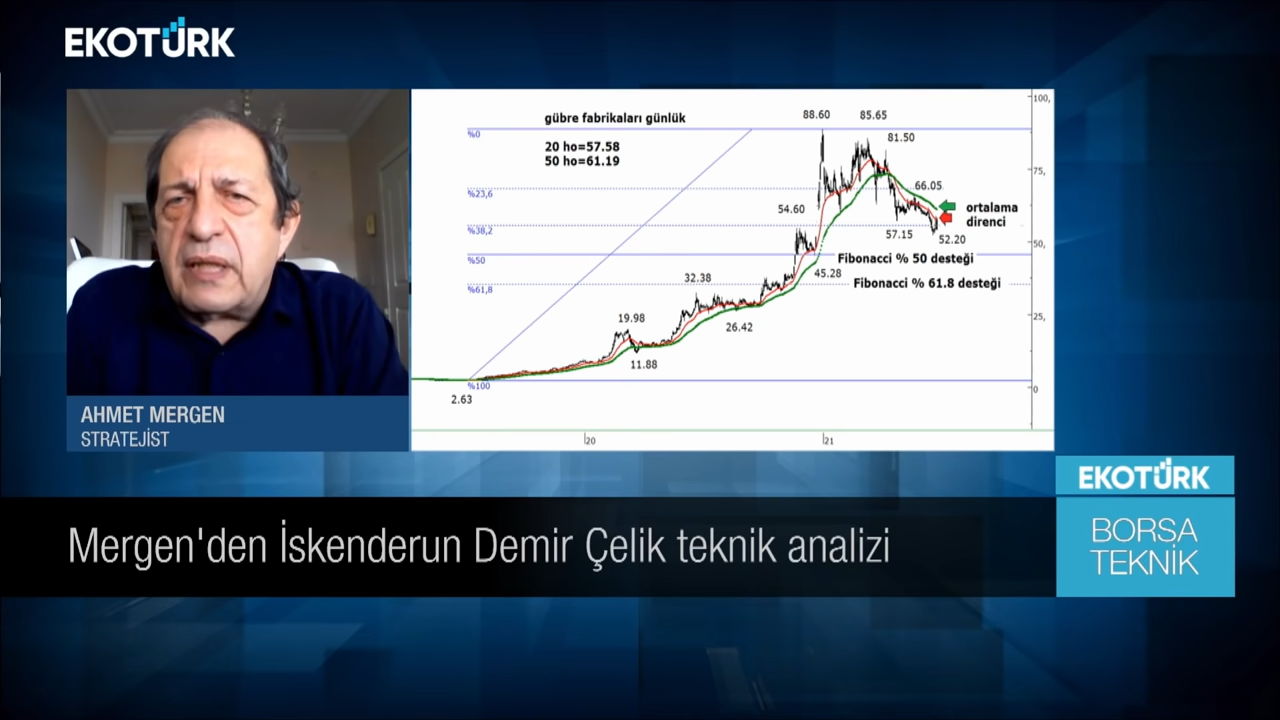 EKOTÜRK
gübre fabrikaları günlük
20 ho=57.58
50 ho=61.19
88.60
85.65
81.50
66.05
54.60
57.15
52.20
45.28
32.38
26.42
19.98
11.88
2.63
ortalama
direnci
Fibonacci % 50 desteği
Fibonacci % 61.8 desteği
%0
%23,6
%38,2
%50
%61,8
%100
100,
75,
50,
25,
0
20
21
AHMET MERGEN
STRATEJİST
EKOTÜRK
BORSA
TEKNİK
Mergen'den İskenderun Demir Çelik teknik analizi